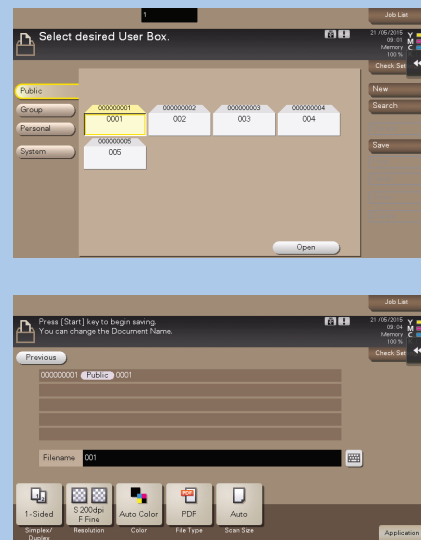 1
Job List
Select desired User Box.
21/05/2015
09:01
Memory
100 %
Y
M
C
Check Set
Public
Group
Personal
System
000000001
0001
000000002
002
000000003
003
000000004
004
000000005
005
New
Search
Save
Open
Job List
Press [Start] key to begin saving.
You can change the Document Name.
21/05/2015
09:04
Memory
100 %
Y
M
C
Check Set
Previous
000000001 Public 0001
Filename 001
1-Sided
S 200dpi
F Fine
Auto Color
PDF
Auto
Simplex/
Duplex
Resolution
Color
File Type
Scan Size
Application